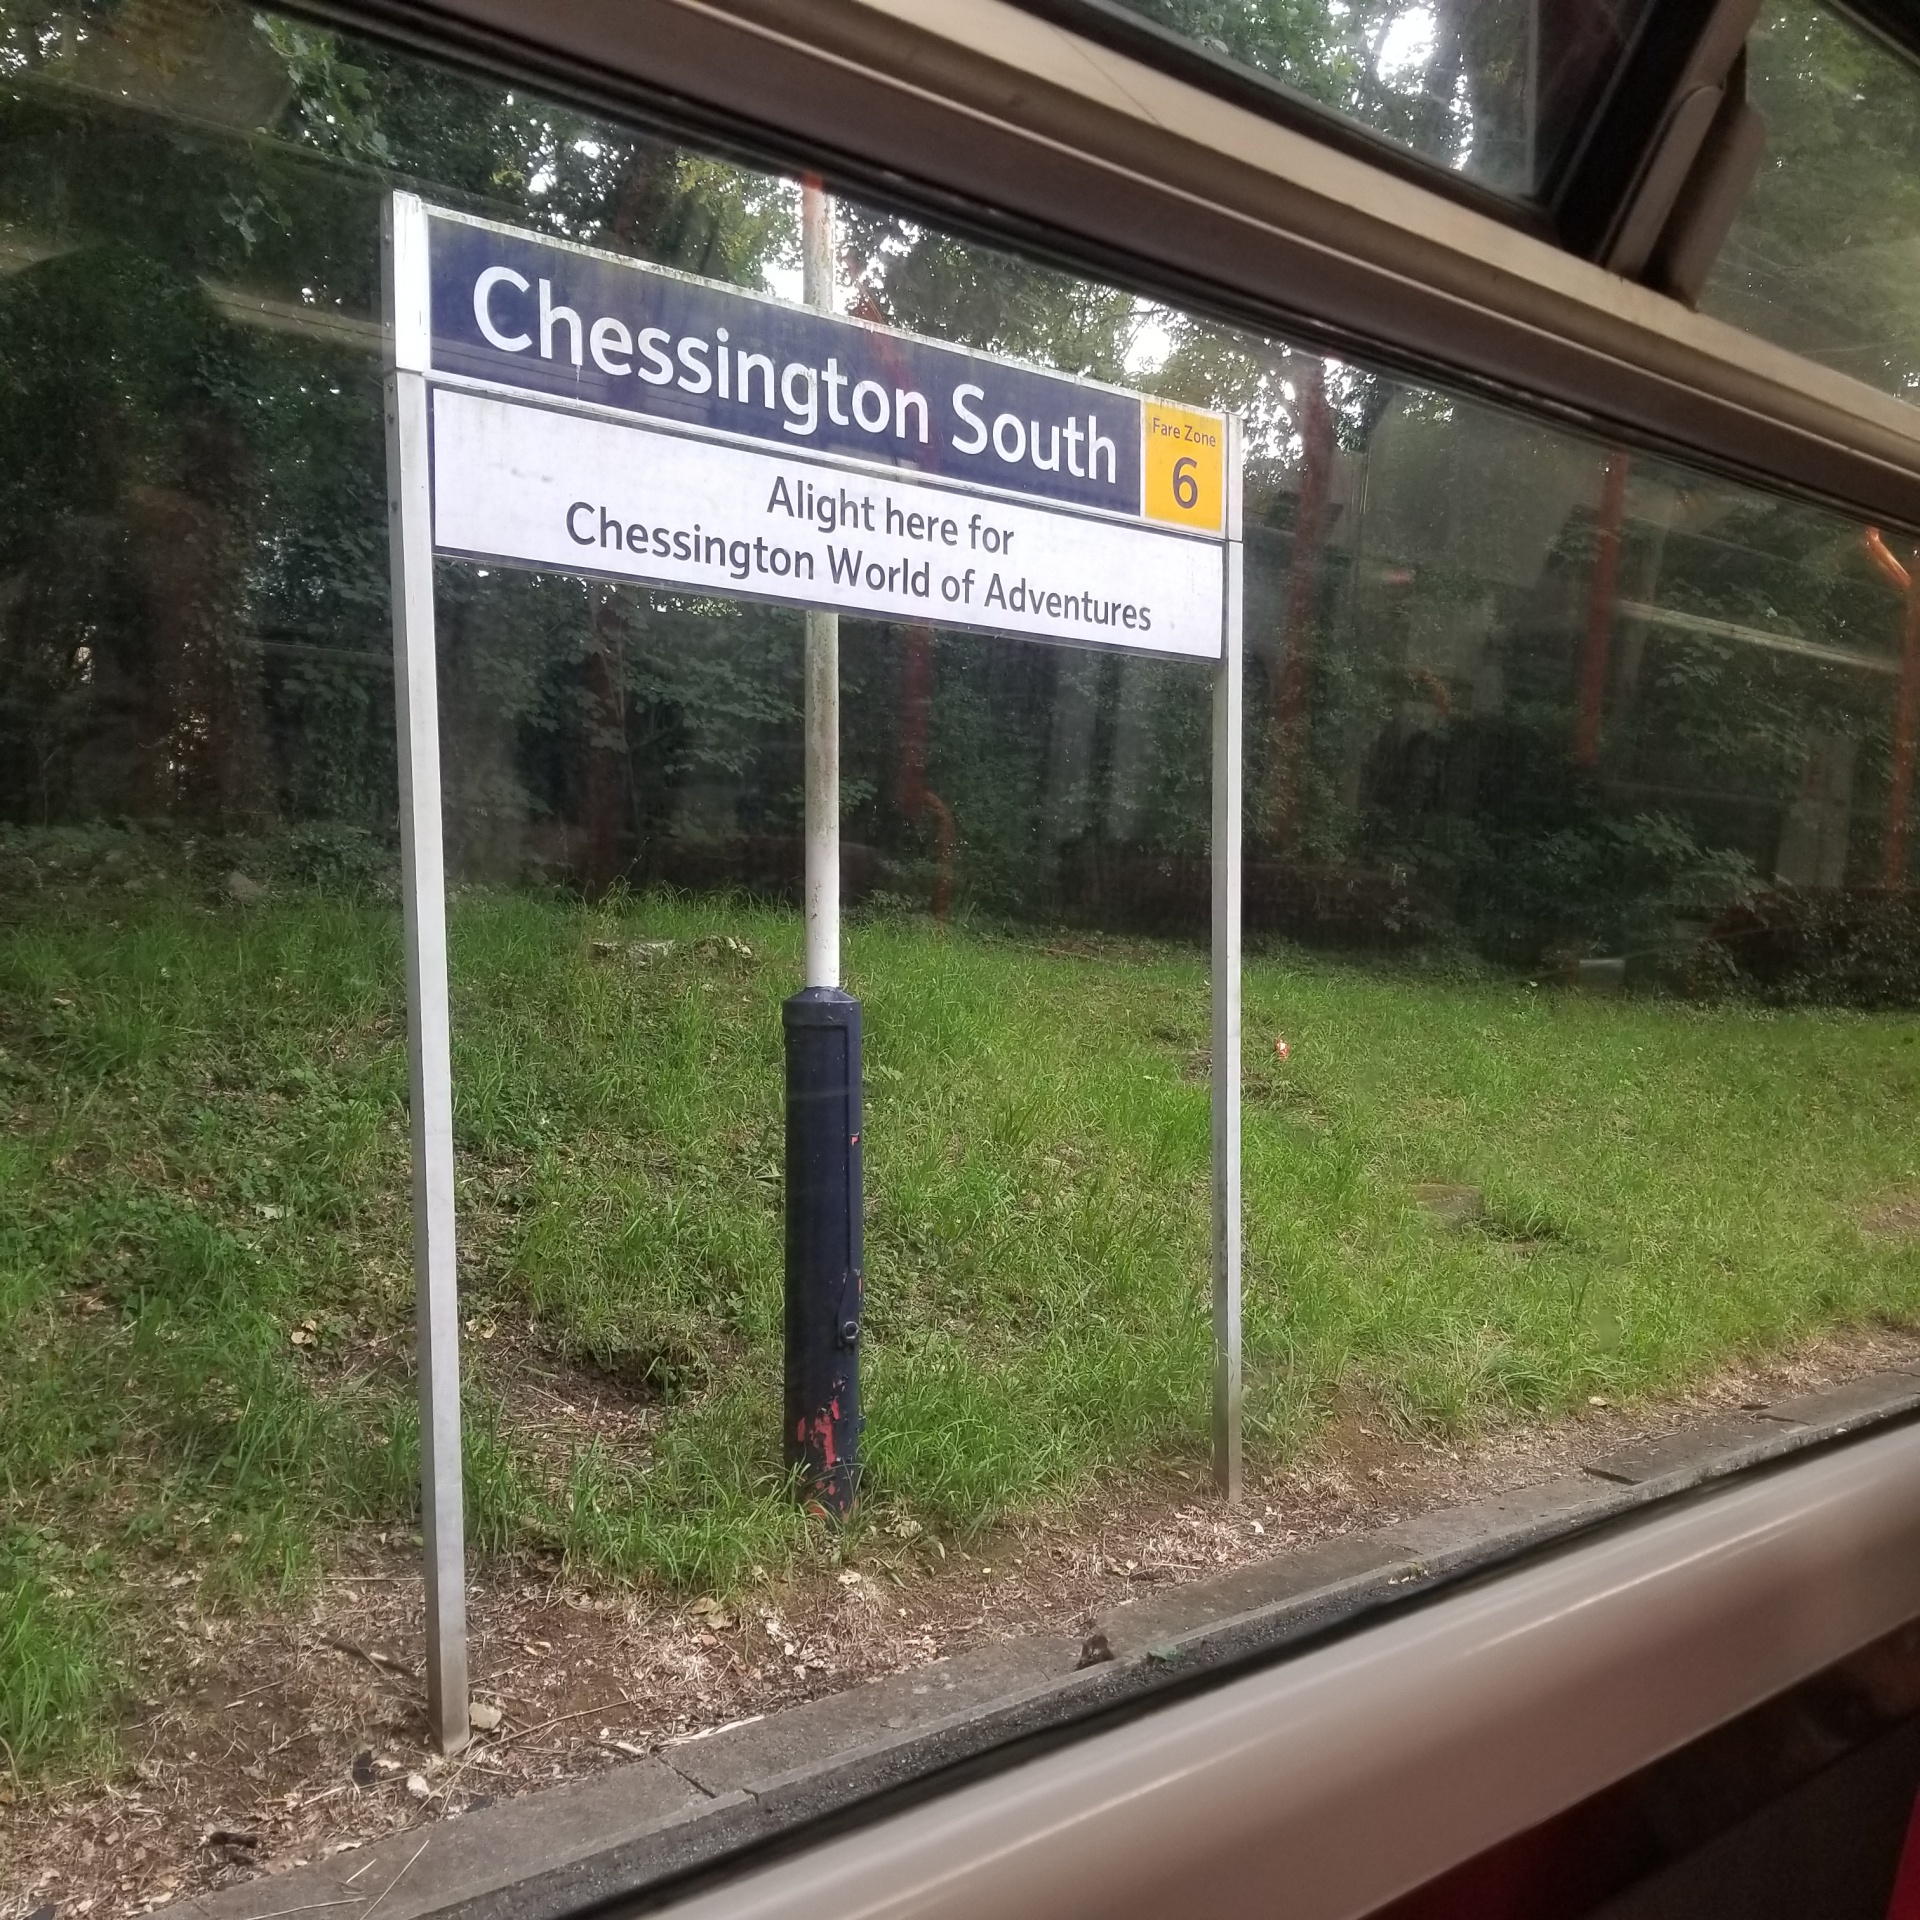 Chessington South
Fare Zone
6
Alight here for
Chessington World of Adventures